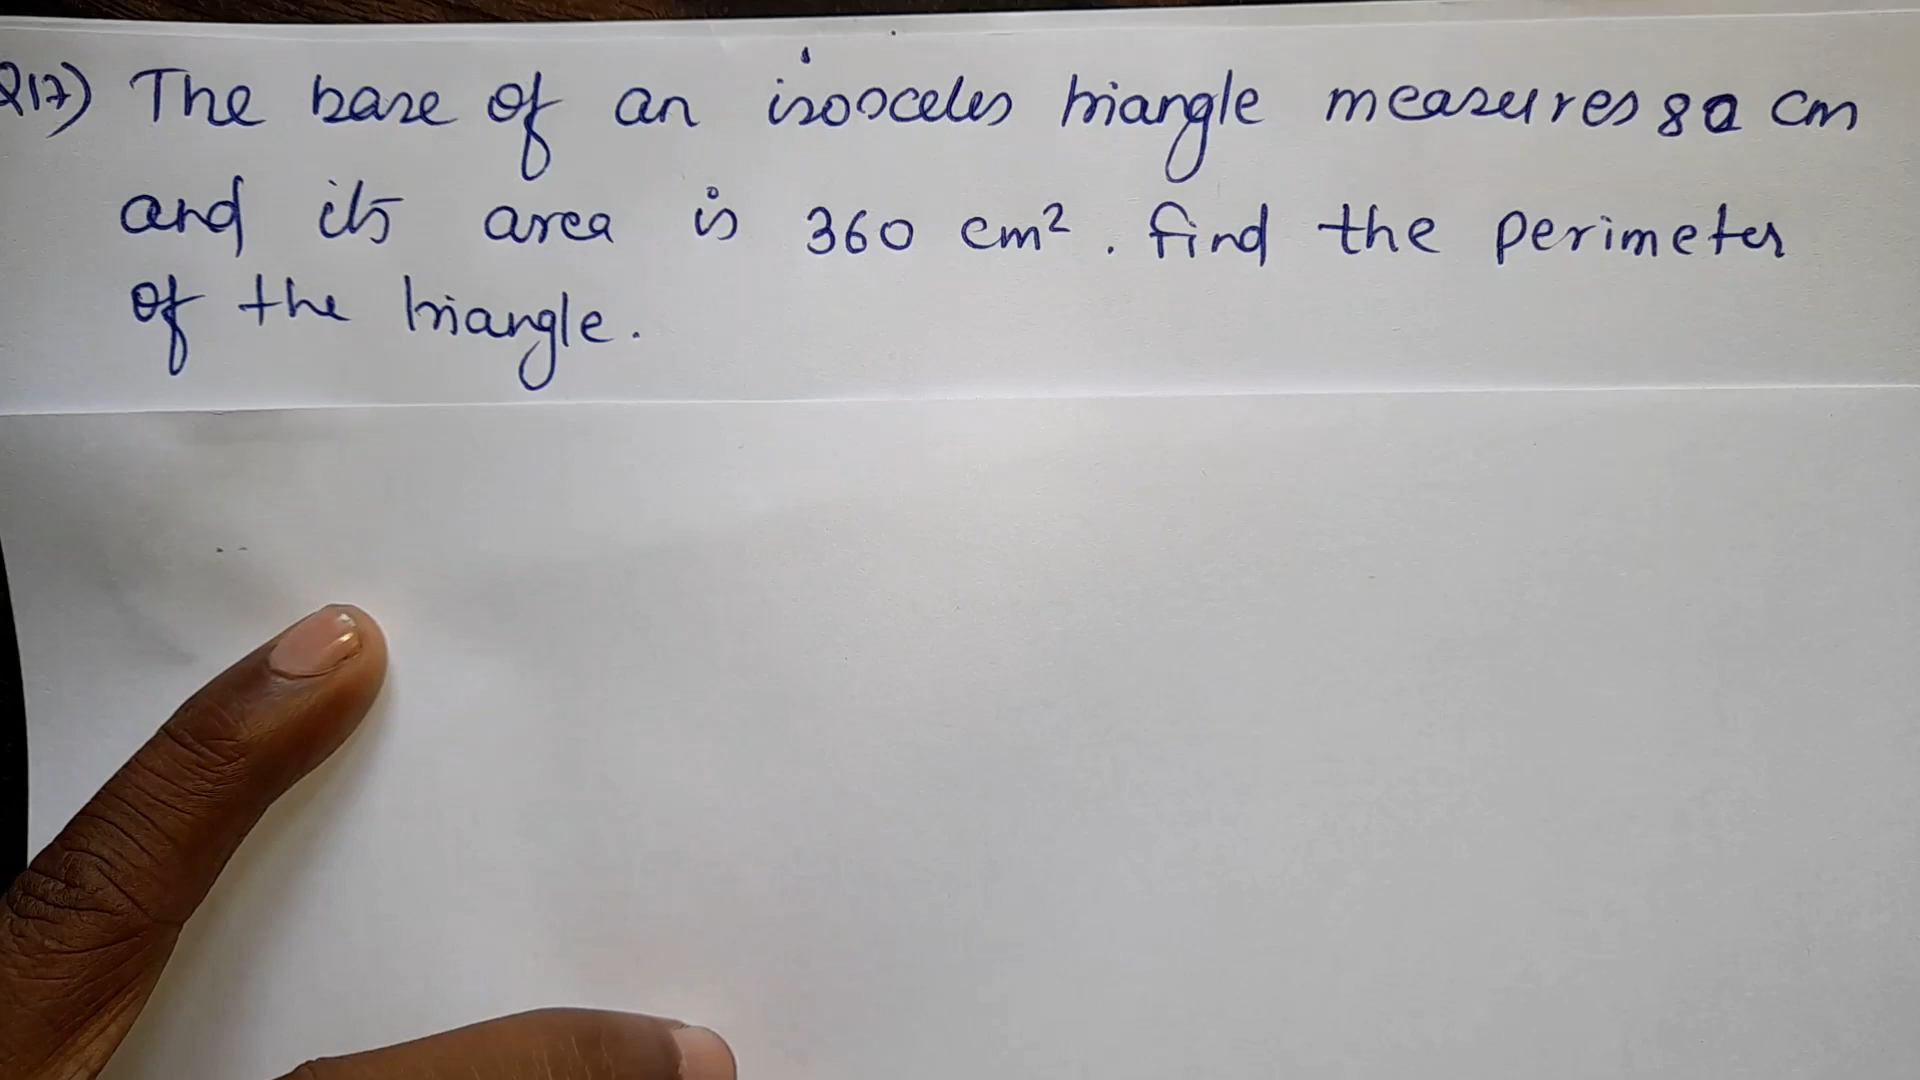 Q17) The base of an isosceles triangle measures 80 cm
and its area is 360 cm². find the perimeter
of the triangle.